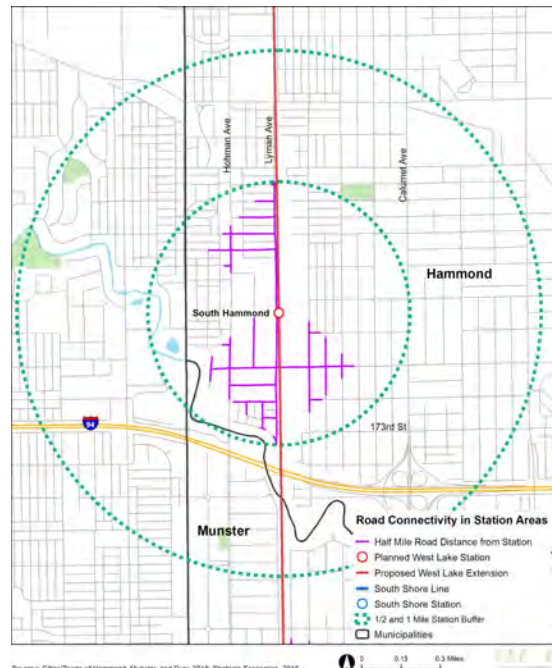 Hohman Ave
Lyman Ave
Calumet Ave
Hammond
South Hammond
173rd St
94
Munster
Road Connectivity in Station Areas
Half Mile Road Distance from Station
Planned West Lake Station
Proposed West Lake Extension
South Shore Line
South Shore Station
1/2 and 1 Mile Station Buffer
Municipalities
0 0.15 0.3 Miles